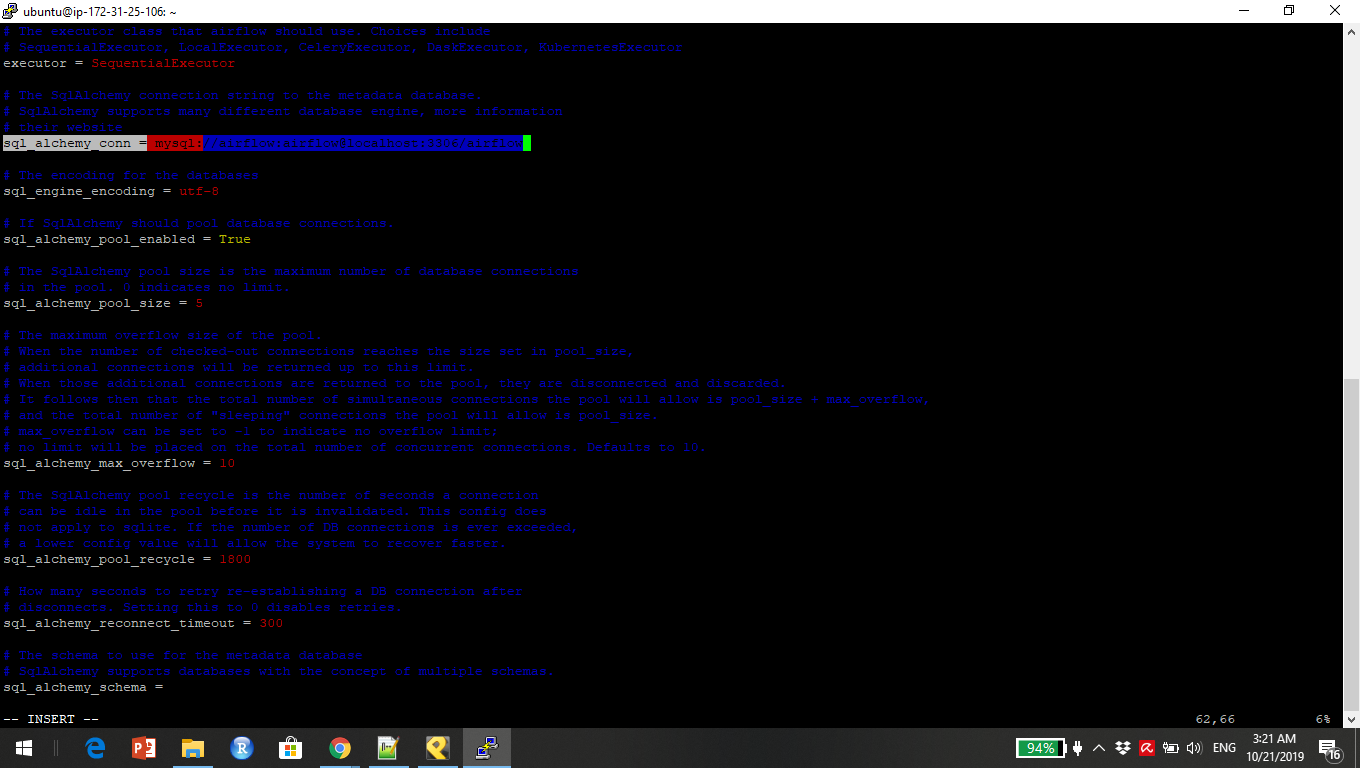 ubuntu@ip-172-31-25-106: ~
# The executor class that airflow should use. Choices include
# SequentialExecutor, LocalExecutor, CeleryExecutor, DaskExecutor, KubernetesExecutor
executor = SequentialExecutor
# The SqlAlchemy connection string to the metadata database.
# SqlAlchemy supports many different database engine, more information
# their website
sql_alchemy_conn = mysql://airflow:airflow@localhost:3306/airflow
# The encoding for the databases
sql_engine_encoding = utf-8
# If SqlAlchemy should pool database connections.
sql_alchemy_pool_enabled = True
# The SqlAlchemy pool size is the maximum number of database connections
# in the pool. 0 indicates no limit.
sql_alchemy_pool_size = 5
# The maximum overflow size of the pool.
# When the number of checked-out connections reaches the size set in pool_size,
# additional connections will be returned up to this limit.
# When those additional connections are returned to the pool, they are disconnected and discarded.
# It follows then that the total number of simultaneous connections the pool will allow is pool_size + max_overflow,
# and the total number of "sleeping" connections the pool will allow is pool_size.
# max_overflow can be set to -1 to indicate no overflow limit;
# no limit will be placed on the total number of concurrent connections. Defaults to 10.
sql_alchemy_max_overflow = 10
# The SqlAlchemy pool recycle is the number of seconds a connection
# can be idle in the pool before it is invalidated. This config does
# not apply to sqlite. If the number of DB connections is ever exceeded,
# a lower config value will allow the system to recover faster.
sql_alchemy_pool_recycle = 1800
# How many seconds to retry re-establishing a DB connection after
# disconnects. Setting this to 0 disables retries.
sql_alchemy_reconnect_timeout = 300
# The schema to use for the metadata database
# SqlAlchemy supports databases with the concept of multiple schemas.
sql_alchemy_schema =
-- INSERT -- 62,66 6%
94% ENG 3:21 AM
10/21/2019 16